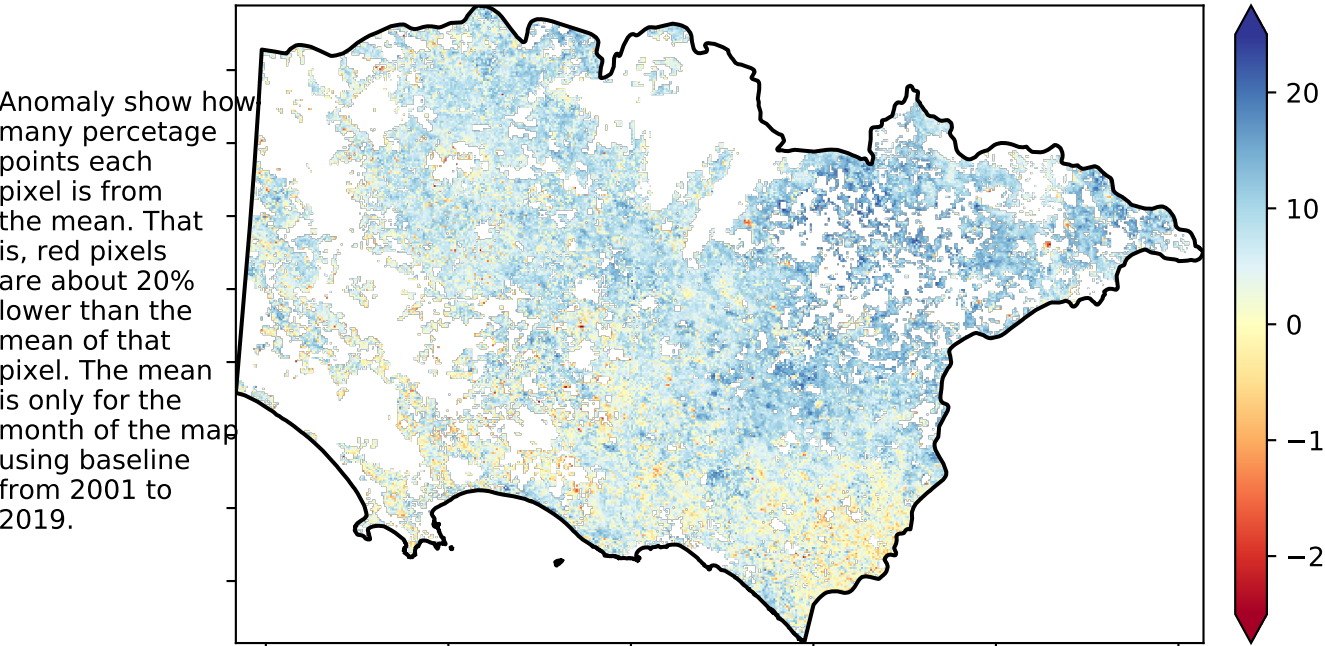 Anomaly show how
many percetage
points each
pixel is from
the mean. That
is, red pixels
are about 20%
lower than the
mean of that
pixel. The mean
is only for the
month of the map
using baseline
from 2001 to
2019.
20
10
0
−1
−2